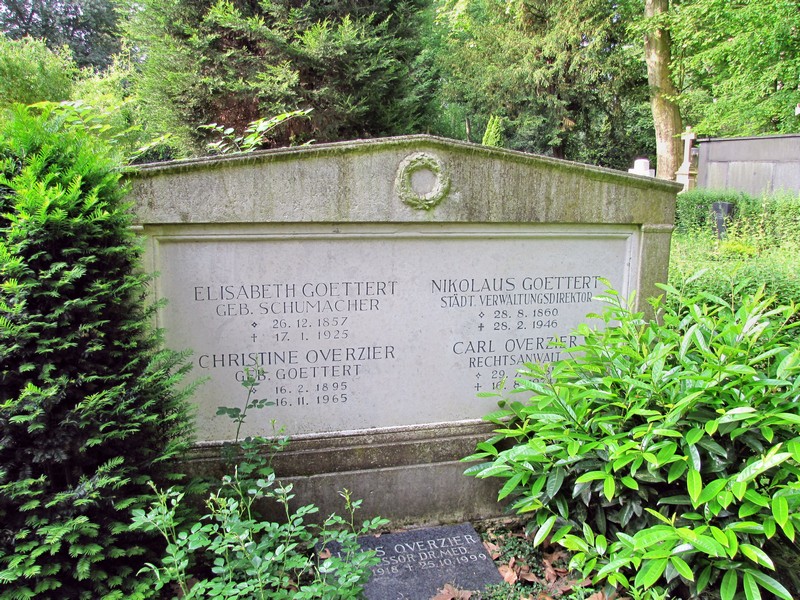 ELISABETH GOETTERT
GEB. SCHUMACHER
26.12.1857
† 17.1.1925
CHRISTINE OVERZIER
GEB. GOETTERT
16.2.1895
16.11.1965
NIKOLAUS GOETTERT
STÄDT. VERWALTUNGSDIREKTOR
28.8.1860
† 28.2.1946
CARL OVERZIER
RECHTSANWALT
OVERZIER
DR. MED.
1918 † 25.10.1999